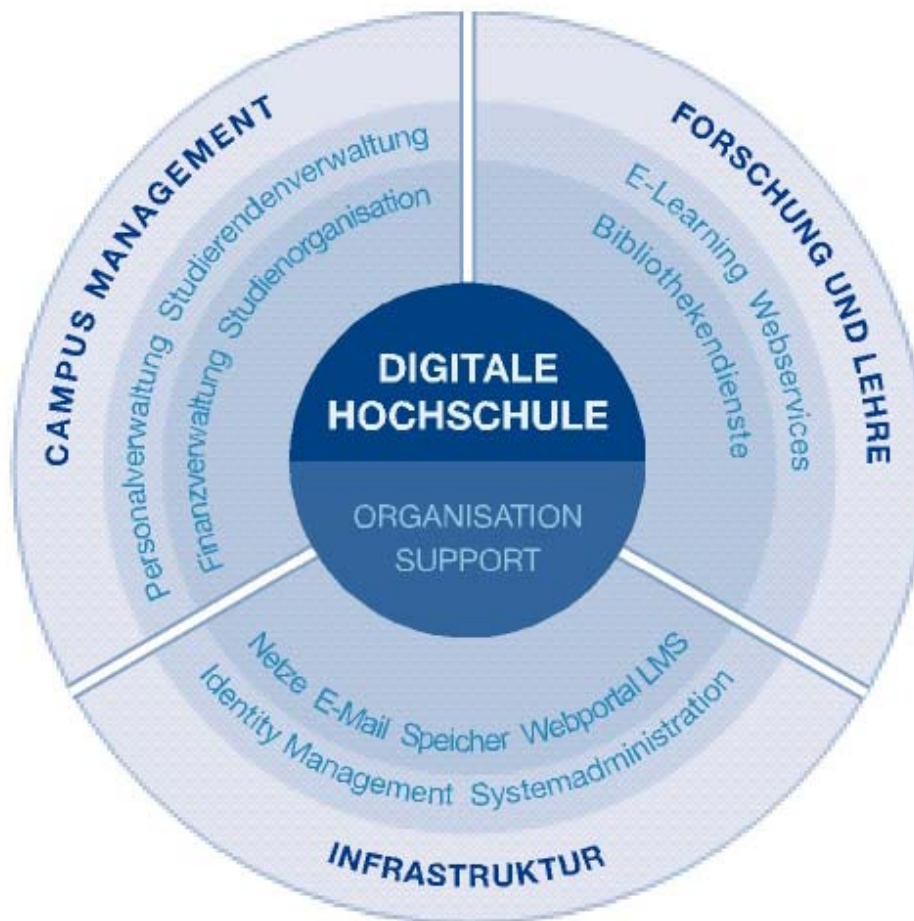 CAMPUS MANAGEMENT
Personalverwaltung Studierendenverwaltung
Finanzverwaltung Studienorganisation
FORSCHUNG UND LEHRE
E-Learning Webservices
Bibliothekendienste
DIGITALE
HOCHSCHULE
ORGANISATION
SUPPORT
Netze E-Mail Speicher Webportal LMS
Identity Management Systemadministration
INFRASTRUKTUR